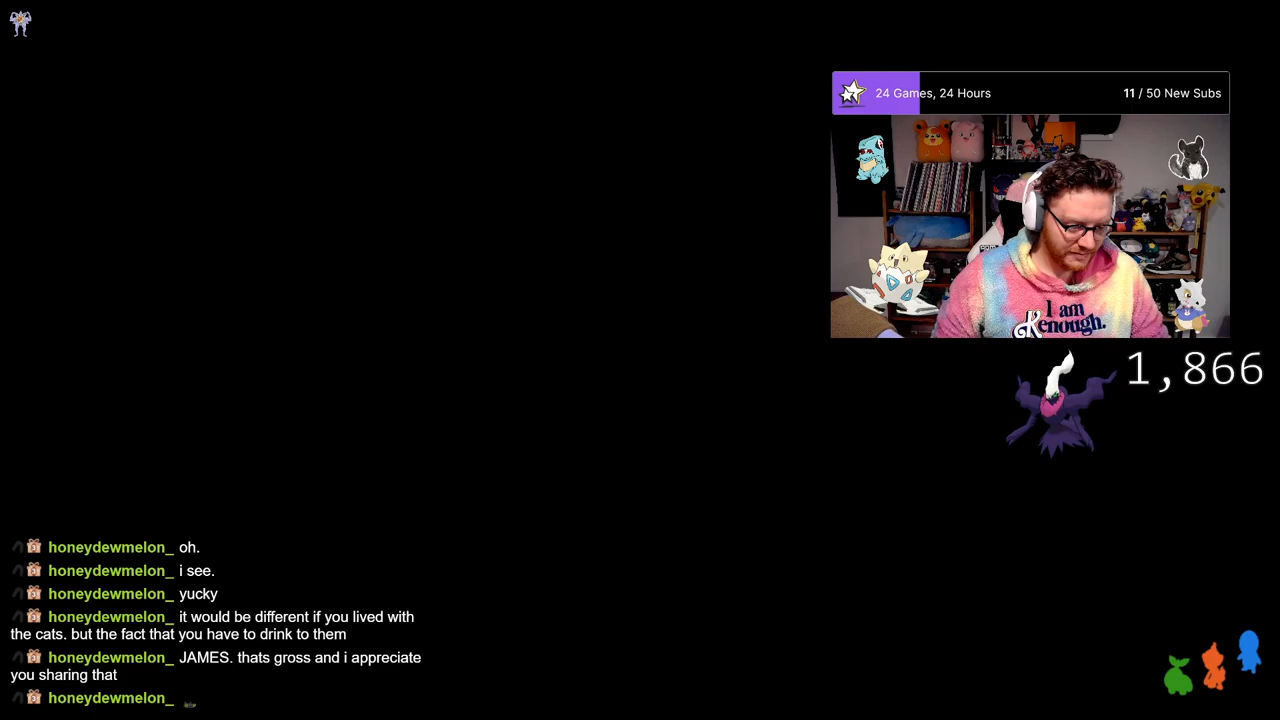 24 Games, 24 Hours
11 / 50 New Subs
I am
Kenough.
1,866
honeydewmelon_ oh.
honeydewmelon_ i see.
honeydewmelon_ yucky
honeydewmelon_ it would be different if you lived with
the cats. but the fact that you have to drink to them
honeydewmelon_ JAMES. thats gross and i appreciate
you sharing that
honeydewmelon_